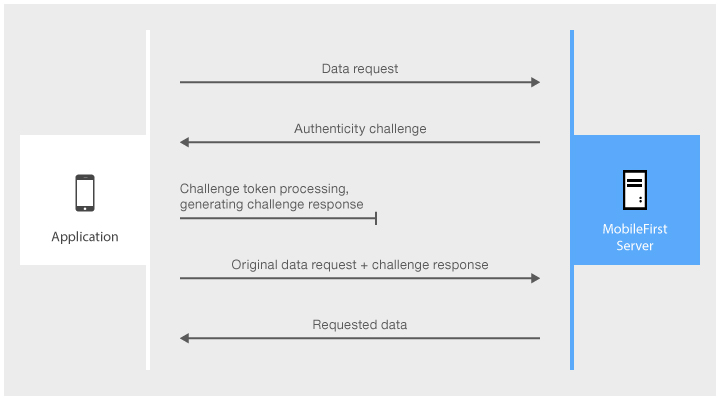 Data request
Authenticity challenge
Challenge token processing,
generating challenge response
Application
MobileFirst
Server
Original data request + challenge response
Requested data